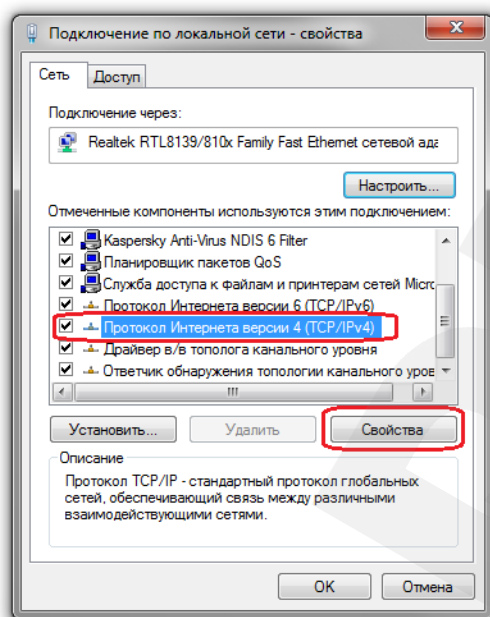 Подключение по локальной сети - свойства
Сеть
Доступ
Подключение через:
Realtek RTL8139/810x Family Fast Ethernet сетевой ада
Настроить...
Отмеченные компоненты используются этим подключением:
Kaspersky Anti-Virus NDIS 6 Filter
Планировщик пакетов QoS
Служба доступа к файлам и принтерам сетей Micro
Протокол Интернета версии 6 (TCP/IPv6)
Протокол Интернета версии 4 (TCP/IPv4)
Драйвер в/в тополога канального уровня
Ответчик обнаружения топологии канального уров
Установить...
Удалить
Свойства
Описание
Протокол TCP/IP - стандартный протокол глобальных
сетей, обеспечивающий связь между различными
взаимодействующими сетями.
OK
Отмена